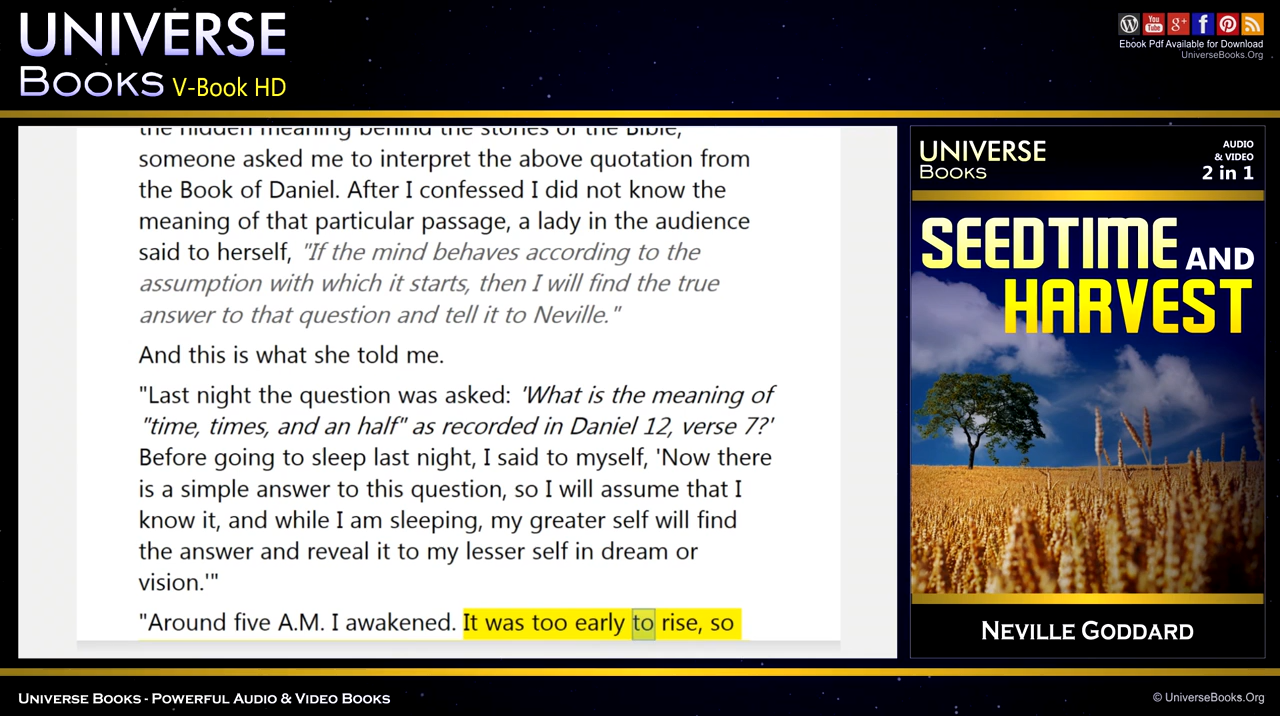 UNIVERSE
BOOKS V-Book HD
Ebook Pdf Available for Download
UniverseBooks.Org
the hidden meaning behind the stories of the Bible,
someone asked me to interpret the above quotation from
the Book of Daniel. After I confessed I did not know the
meaning of that particular passage, a lady in the audience
said to herself, "If the mind behaves according to the
assumption with which it starts, then I will find the true
answer to that question and tell it to Neville."
And this is what she told me.
"Last night the question was asked: 'What is the meaning of
"time, times, and an half" as recorded in Daniel 12, verse 7?'
Before going to sleep last night, I said to myself, 'Now there
is a simple answer to this question, so I will assume that I
know it, and while I am sleeping, my greater self will find
the answer and reveal it to my lesser self in dream or
vision.'"
"Around five A.M. I awakened. It was too early to rise, so
UNIVERSE
BOOKS
AUDIO
& VIDEO
2 in 1
SEEDTIME AND
HARVEST
NEVILLE GODDARD
UNIVERSE BOOKS - POWERFUL AUDIO & VIDEO BOOKS
© UniverseBooks.Org